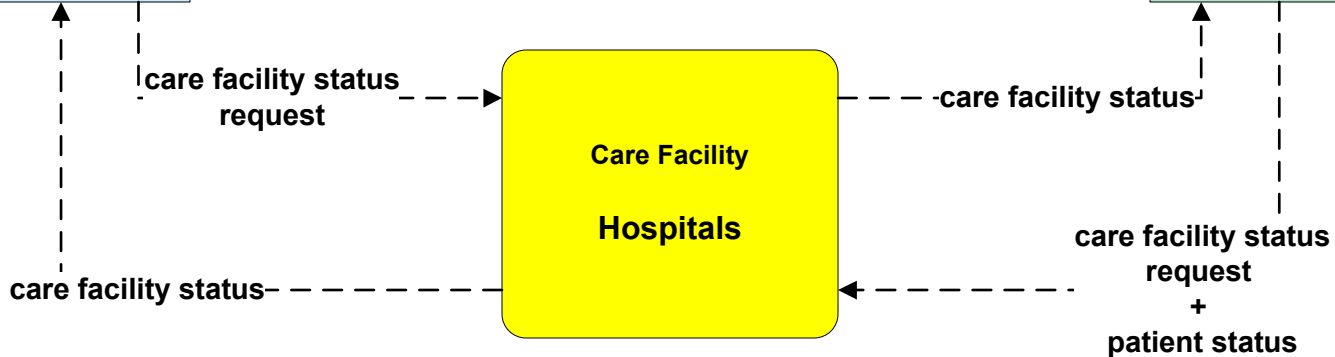 care facility status
request
care facility status
Care Facility
Hospitals
care facility status
care facility status
request
+
patient status